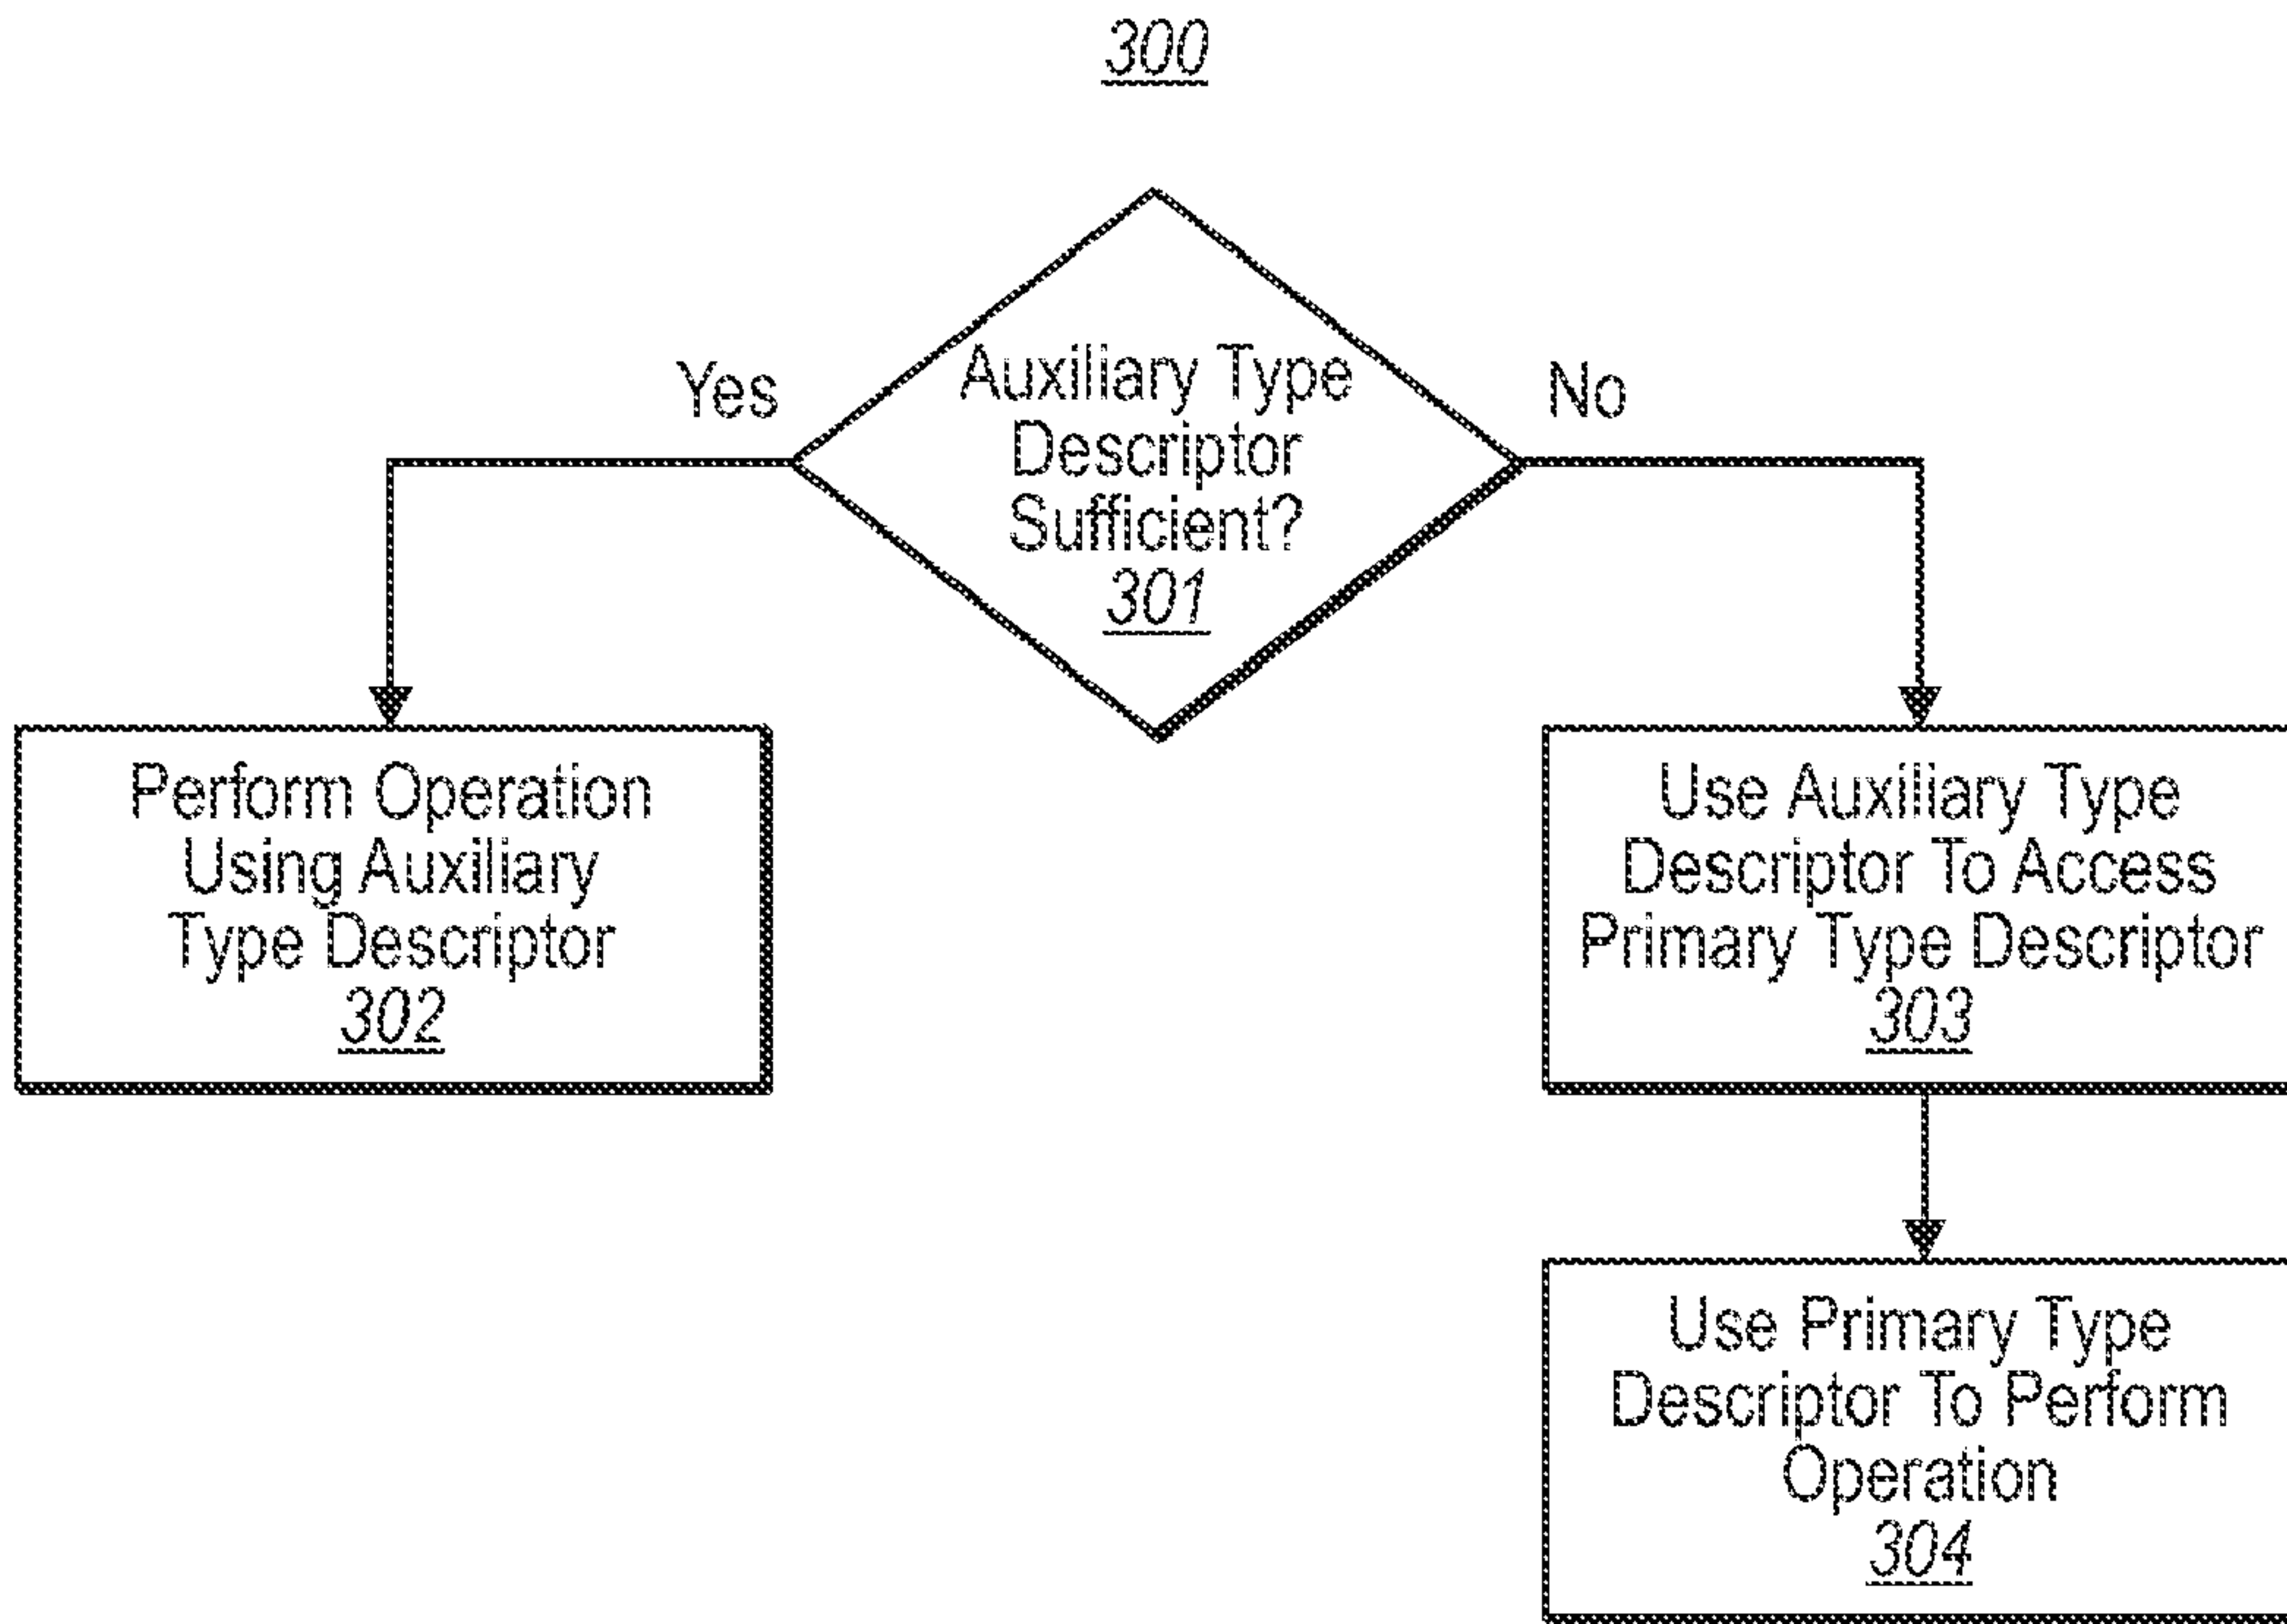 300
Yes
Auxiliary Type
Descriptor
Sufficient?
301
No
Perform Operation
Using Auxiliary
Type Descriptor
302
Use Auxiliary Type
Descriptor To Access
Primary Type Descriptor
303
Use Primary Type
Descriptor To Perform
Operation
304